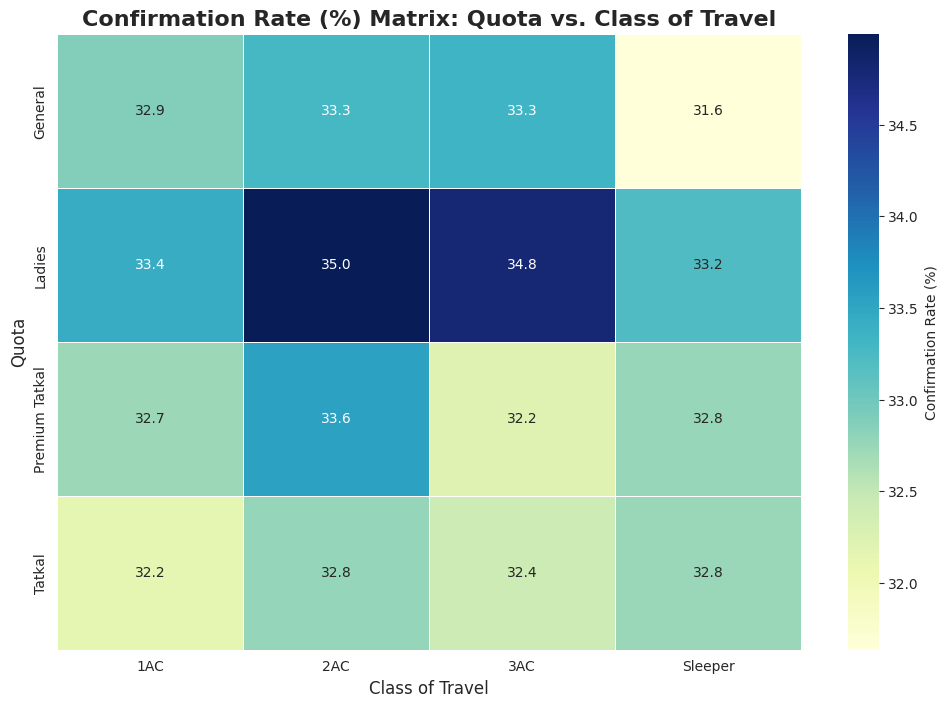 Confirmation Rate (%) Matrix: Quota vs. Class of Travel
General
32.9
33.3
33.3
31.6
Ladies
33.4
35.0
34.8
33.2
Premium Tatkal
32.7
33.6
32.2
32.8
Tatkal
32.2
32.8
32.4
32.8
Quota
1AC
2AC
3AC
Sleeper
Class of Travel
34.5
34.0
33.5
33.0
32.5
32.0
Confirmation Rate (%)